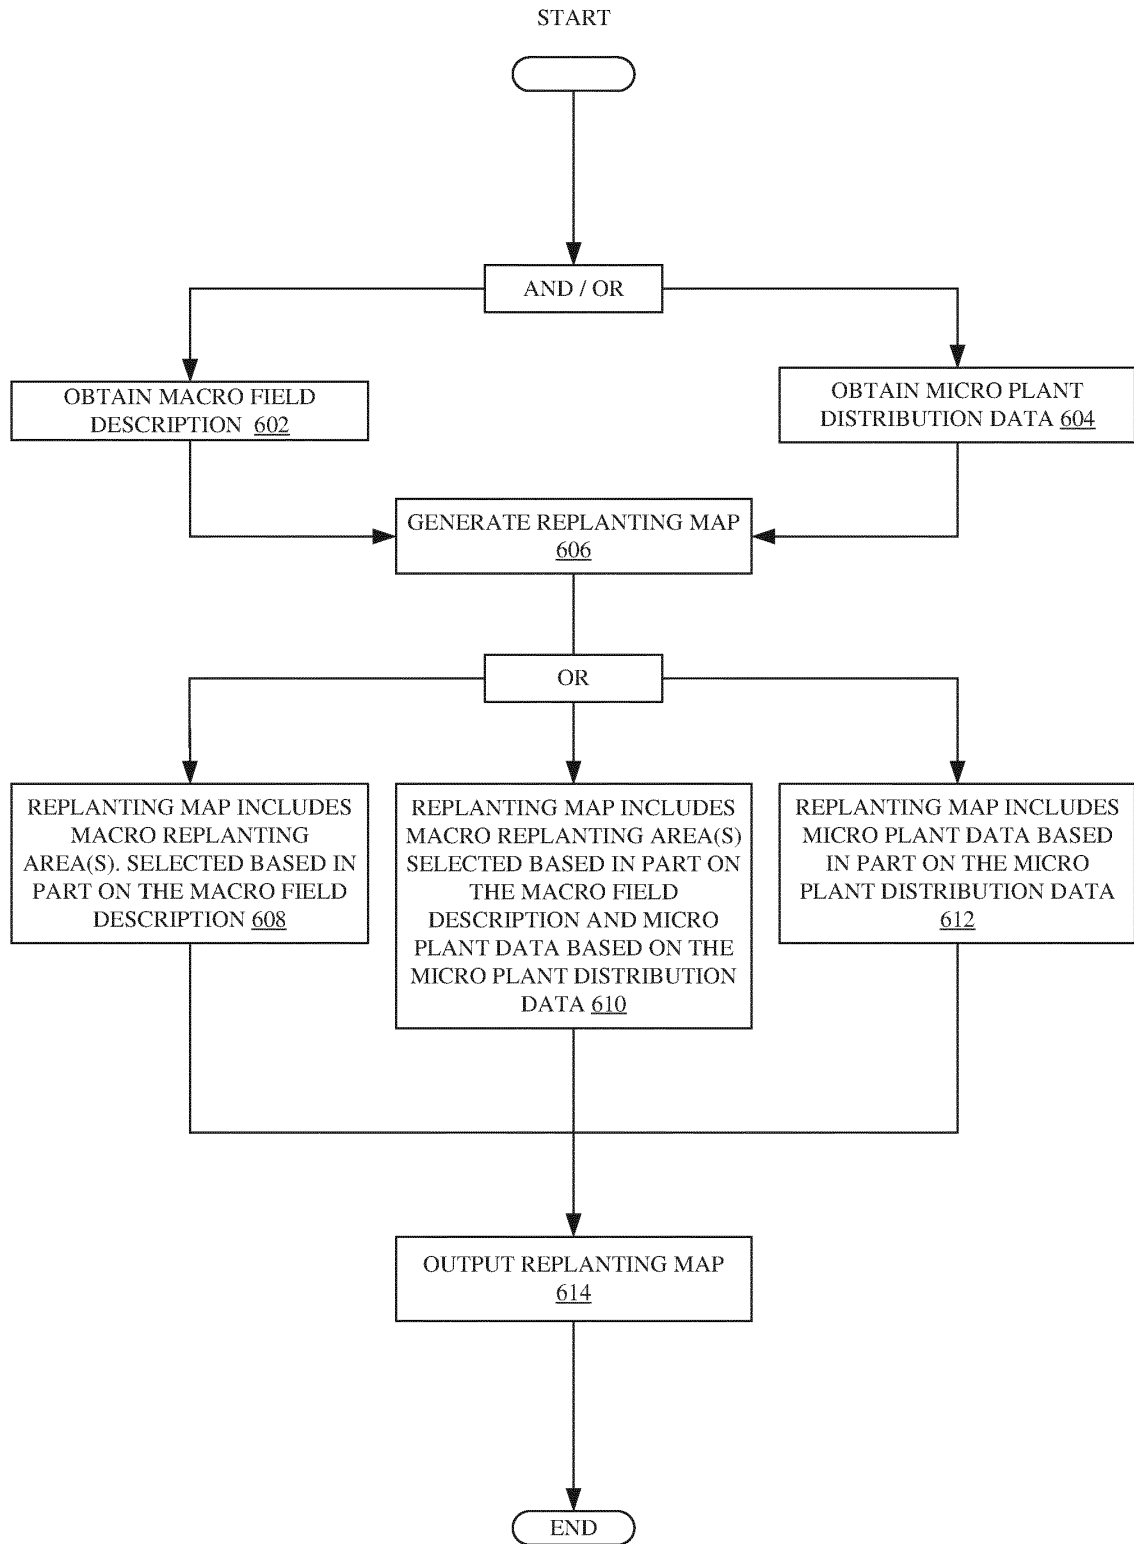 START
AND / OR
OBTAIN MACRO FIELD
DESCRIPTION 602
OBTAIN MICRO PLANT
DISTRIBUTION DATA 604
GENERATE REPLANTING MAP
606
OR
REPLANTING MAP INCLUDES
MACRO REPLANTING
AREA(S). SELECTED BASED IN
PART ON THE MACRO FIELD
DESCRIPTION 608
REPLANTING MAP INCLUDES
MACRO REPLANTING AREA(S)
SELECTED BASED IN PART ON
THE MACRO FIELD
DESCRIPTION AND MICRO
PLANT DATA BASED ON THE
MICRO PLANT DISTRIBUTION
DATA 610
REPLANTING MAP INCLUDES
MICRO PLANT DATA BASED
IN PART ON THE MICRO
PLANT DISTRIBUTION DATA
612
OUTPUT REPLANTING MAP
614
END